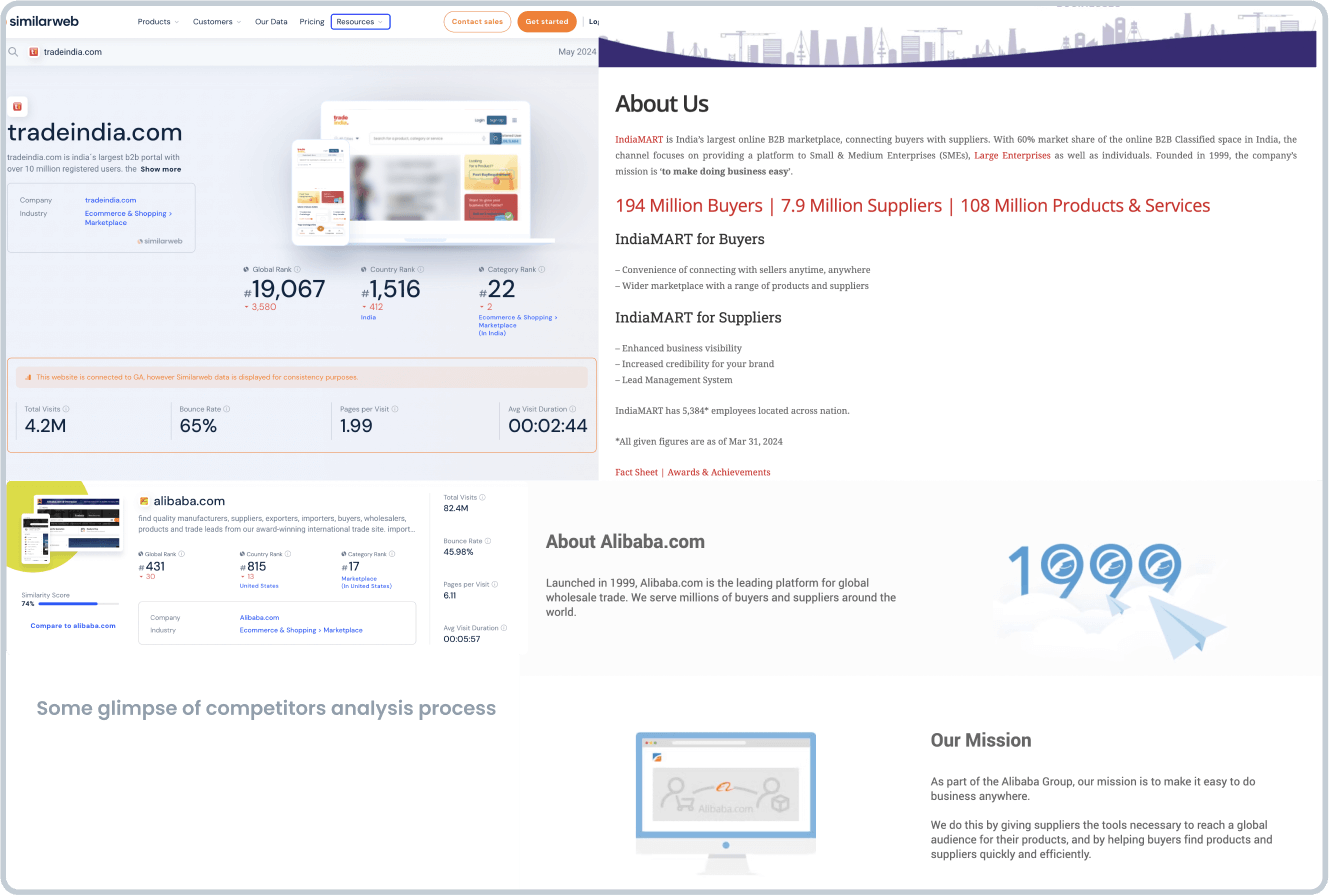 similarweb
Products
Customers
Our Data
Pricing
Resources
Contact sales
Get started
tradeindia.com
May 2024
tradeindia.com
tradeindia.com is india`s largest b2b portal with
over 10 million registered users. the Show more
Company tradeindia.com
Industry Ecommerce & Shopping >
Marketplace
similarweb
Global Rank
#19,067
3,580
Country Rank
#1,516
412
India
Category Rank
#22
2
Ecommerce & Shopping >
Marketplace
(In India)
This website is connected to GA, however Similarweb data is displayed for consistency purposes.
Total Visits
4.2M
Bounce Rate
65%
Pages per Visit
1.99
Avg Visit Duration
00:02:44
About Us
IndiaMART is India's largest online B2B marketplace, connecting buyers with suppliers. With 60% market share of the online B2B Classified space in India, the
channel focuses on providing a platform to Small & Medium Enterprises (SMEs), Large Enterprises as well as individuals. Founded in 1999, the company's
mission is 'to make doing business easy'.
194 Million Buyers | 7.9 Million Suppliers | 108 Million Products & Services
IndiaMART for Buyers
– Convenience of connecting with sellers anytime, anywhere
– Wider marketplace with a range of products and suppliers
IndiaMART for Suppliers
– Enhanced business visibility
– Increased credibility for your brand
– Lead Management System
IndiaMART has 5,384* employees located across nation.
*All given figures are as of Mar 31, 2024
Fact Sheet | Awards & Achievements
alibaba.com
find quality manufacturers, suppliers, exporters, importers, buyers, wholesalers,
products and trade leads from our award-winning international trade site. import...
Global Rank
#431
30
Country Rank
#815
13
United States
Category Rank
#17
Marketplace
(In United States)
Similarity Score
74%
Compare to alibaba.com
Company Alibaba.com
Industry Ecommerce & Shopping > Marketplace
Total Visits
82.4M
Bounce Rate
45.98%
Pages per Visit
6.11
Avg Visit Duration
00:05:57
About Alibaba.com
Launched in 1999, Alibaba.com is the leading platform for global
wholesale trade. We serve millions of buyers and suppliers around the
world.
1999
Some glimpse of competitors analysis process
Alibaba.com
Our Mission
As part of the Alibaba Group, our mission is to make it easy to do
business anywhere.
We do this by giving suppliers the tools necessary to reach a global
audience for their products, and by helping buyers find products and
suppliers quickly and efficiently.